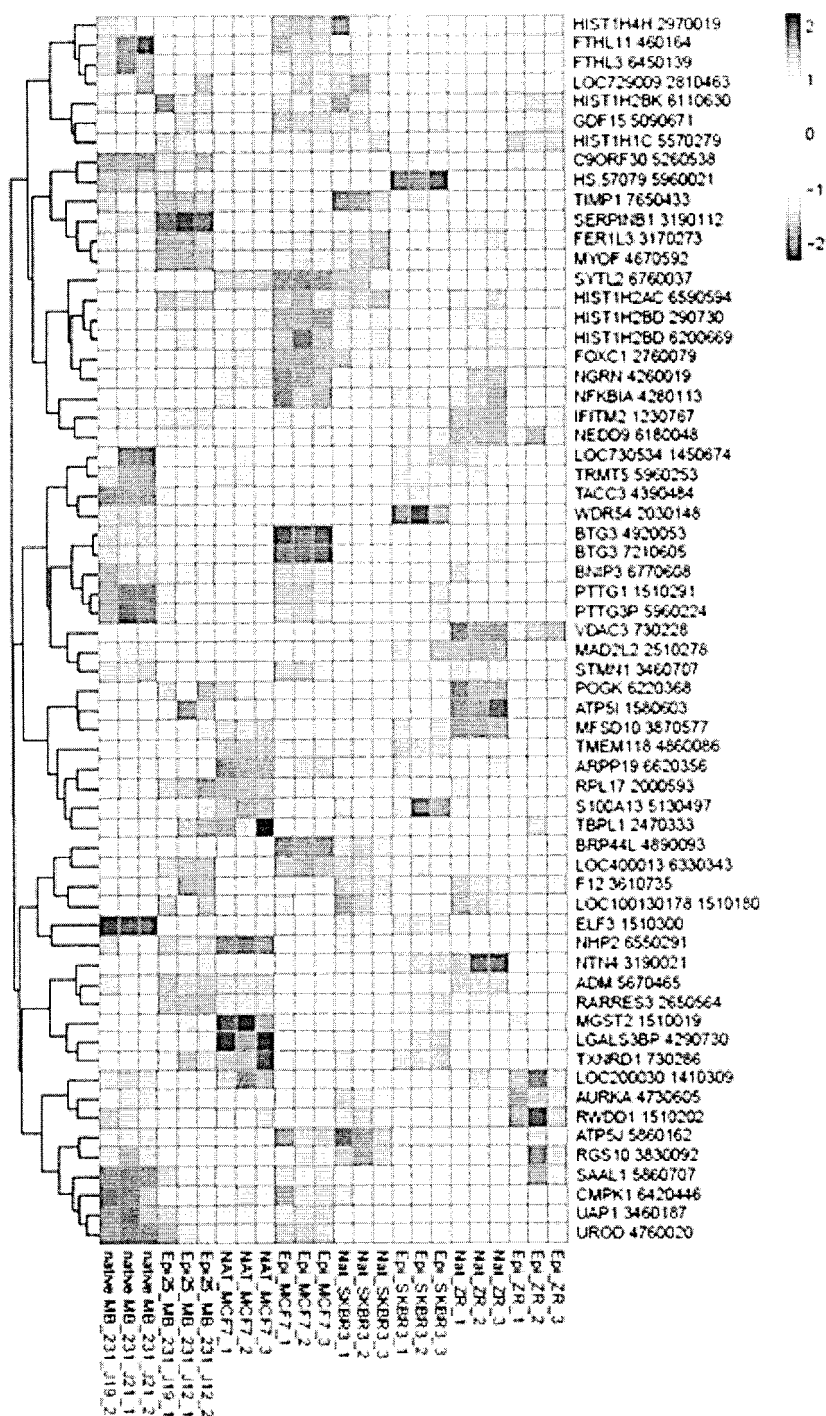 HIST1H4H 2970019
FTHL11 460164
FTHL3 6450139
LOC729009 2810463
HIST1H2BK 6110630
GDF15 5090671
HIST1H1C 5570279
C9ORF30 5260538
HS.57079 5960021
TIMP1 7650433
SERPINB1 3190112
FER1L3 3170273
MYOF 4670592
SYTL2 6760037
HIST1H2AC 6590594
HIST1H2BD 290730
HIST1H2BD 6200669
FOXC1 2760079
NGRN 4260019
NFKBIA 4280113
IFITM2 1230767
NEDD9 6180048
LOC730534 1450674
TRMT5 5960253
TACC3 4390484
WDR54 2030148
BTG3 4920053
BTG3 7210605
BNIP3 6770608
PTTG1 1510291
PTTG3P 5960224
VDAC3 730228
MAD2L2 2510278
STMN1 3460707
POGK 6220368
ATP5I 1580603
MFSD10 3870577
TMEM118 4860086
ARPP19 6620356
RPL17 2000593
S100A13 5130497
TBPL1 2470333
BRP44L 4890093
LOC400013 6330343
F12 3610735
LOC100130178 1510180
ELF3 1510300
NHP2 6550291
NTN4 3190021
ADM 5670465
RARRES3 2650564
MGST2 1510019
LGALS3BP 4290730
TXNRD1 730286
LOC200030 1410309
AURKA 4730605
RWDD1 1510202
ATP5J 5860162
RGS10 3830092
SAAL1 5860707
CMPK1 6420446
UAP1 3460187
UROD 4760020
2
1
0
-1
-2
native MB_231_J19_2
native MB_231_J21_1
native MB_231_J21_2
Epi25_MB_231_J19_1
Epi25_MB_231_J12_1
Epi25_MB_231_J12_2
NAT_MCF7_1
NAT_MCF7_2
NAT_MCF7_3
Epi_MCF7_1
Epi_MCF7_2
Epi_MCF7_3
Nat_SKBR3_1
Nat_SKBR3_2
Nat_SKBR3_3
Epi_SKBR3_1
Epi_SKBR3_2
Epi_SKBR3_3
Nat_ZR_1
Nat_ZR_2
Nat_ZR_3
Epi_ZR_1
Epi_ZR_2
Epi_ZR_3